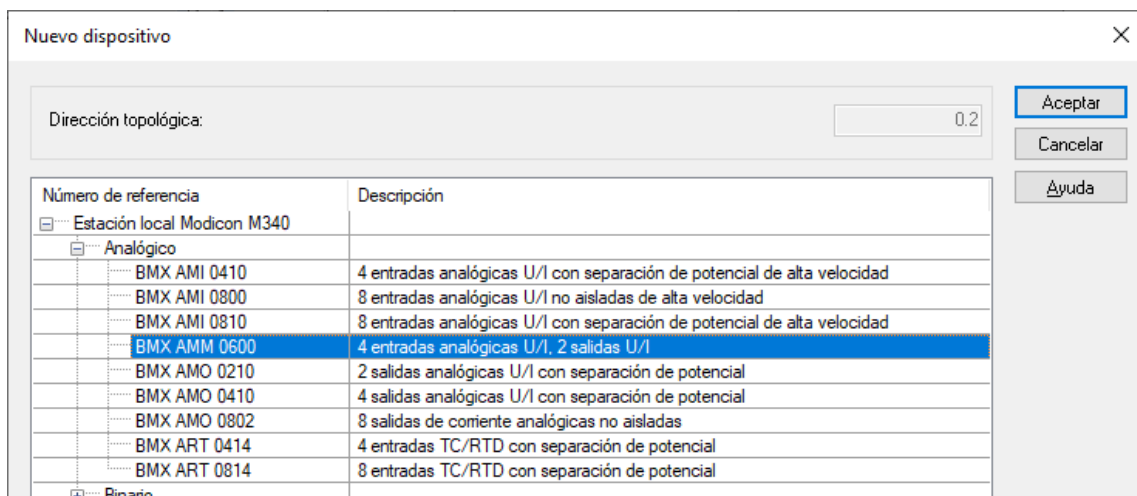 Nuevo dispositivo
Dirección topológica:
0.2
Aceptar
Cancelar
Ayuda
Número de referencia Descripción
Estación local Modicon M340
Analógico
BMX AMI 0410 4 entradas analógicas U/I con separación de potencial de alta velocidad
BMX AMI 0800 8 entradas analógicas U/I no aisladas de alta velocidad
BMX AMI 0810 8 entradas analógicas U/I con separación de potencial de alta velocidad
BMX AMM 0600 4 entradas analógicas U/I, 2 salidas U/I
BMX AMO 0210 2 salidas analógicas U/I con separación de potencial
BMX AMO 0410 4 salidas analógicas U/I con separación de potencial
BMX AMO 0802 8 salidas de corriente analógicas no aisladas
BMX ART 0414 4 entradas TC/RTD con separación de potencial
BMX ART 0814 8 entradas TC/RTD con separación de potencial
Binario